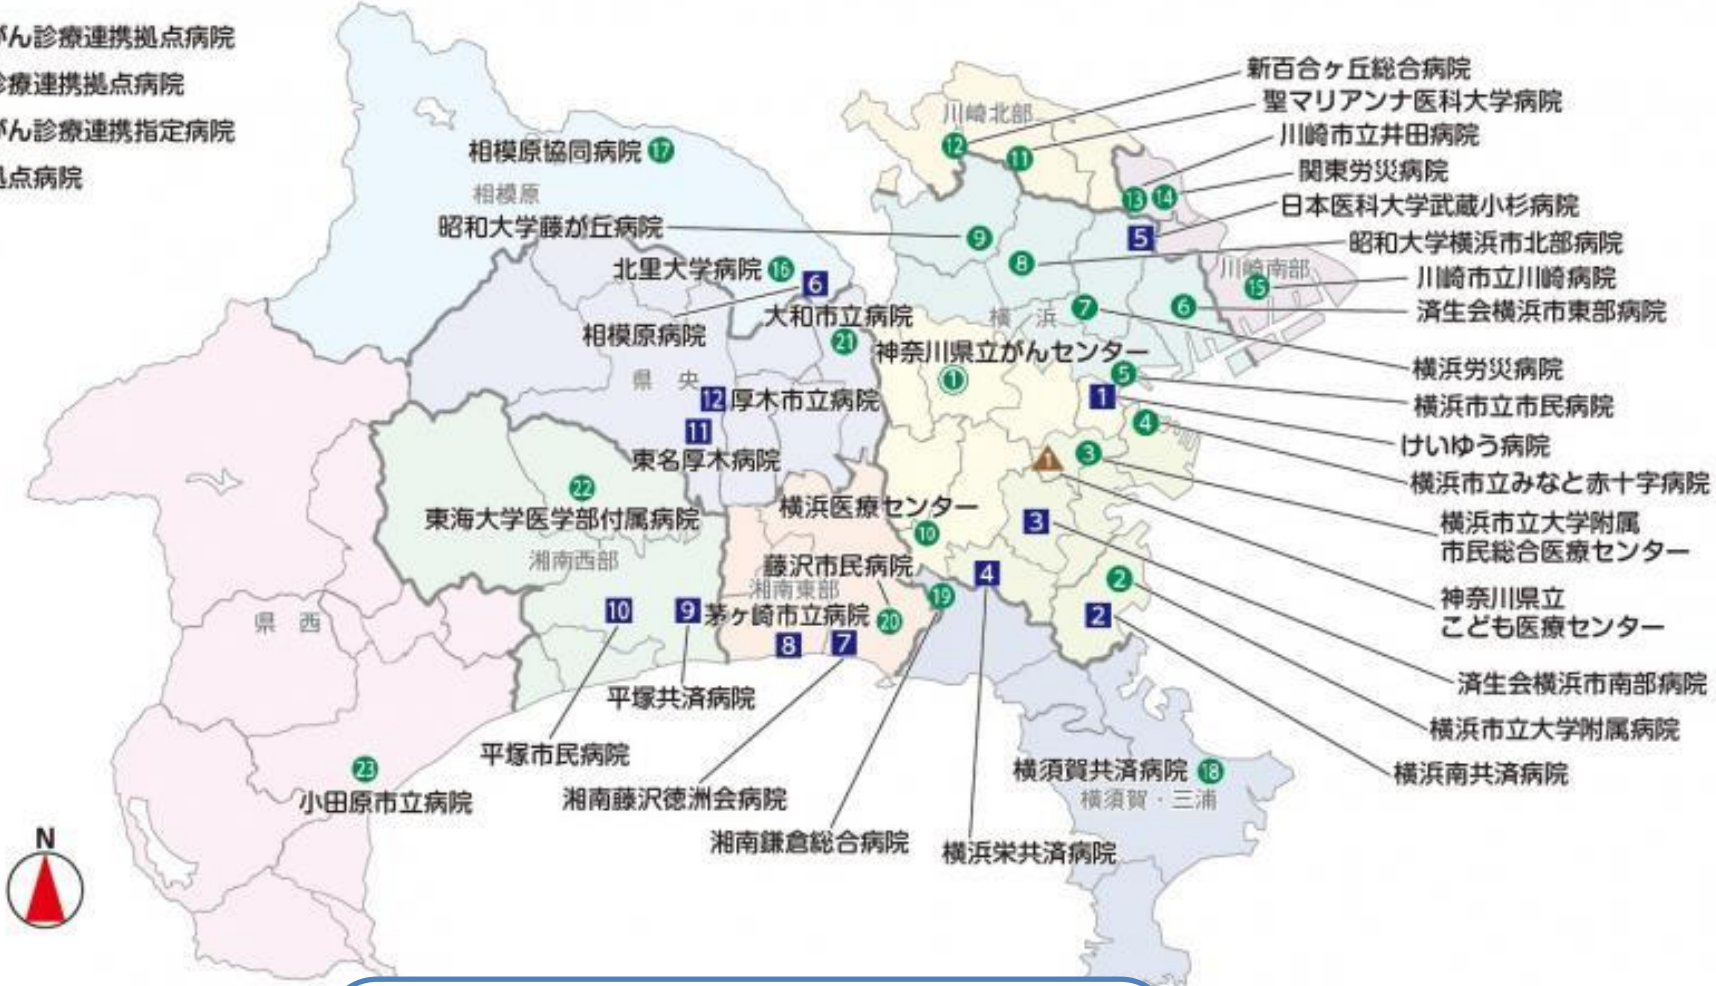 がん診療連携拠点病院
診療連携拠点病院
がん診療連携指定病院
拠点病院
新百合ヶ丘総合病院
聖マリアンナ医科大学病院
川崎市立井田病院
関東労災病院
日本医科大学武蔵小杉病院
昭和大学横浜市北部病院
川崎市立川崎病院
済生会横浜市東部病院
横浜労災病院
横浜市立市民病院
けいゆう病院
横浜市立みなと赤十字病院
横浜市立大学附属
市民総合医療センター
神奈川県立
こども医療センター
済生会横浜市南部病院
横浜市立大学附属病院
横浜南共済病院
川崎北部
12
11
13
14
5
9
8
川崎南部
15
横 浜
7
6
相模原協同病院 17
相模原
昭和大学藤が丘病院
北里大学病院 16
6
相模原病院
大和市立病院
21
神奈川県立がんセンター
1
5
1
4
3
1
県 央
12 厚木市立病院
11
東名厚木病院
22
東海大学医学部付属病院
湘南西部
横浜医療センター
10
3
藤沢市民病院
湘南東部
4
2
19
2
10
9
茅ヶ崎市立病院 20
8
7
県 西
平塚共済病院
平塚市民病院
湘南藤沢徳洲会病院
湘南鎌倉総合病院
横浜栄共済病院
横須賀共済病院 18
横須賀・三浦
23
小田原市立病院
N